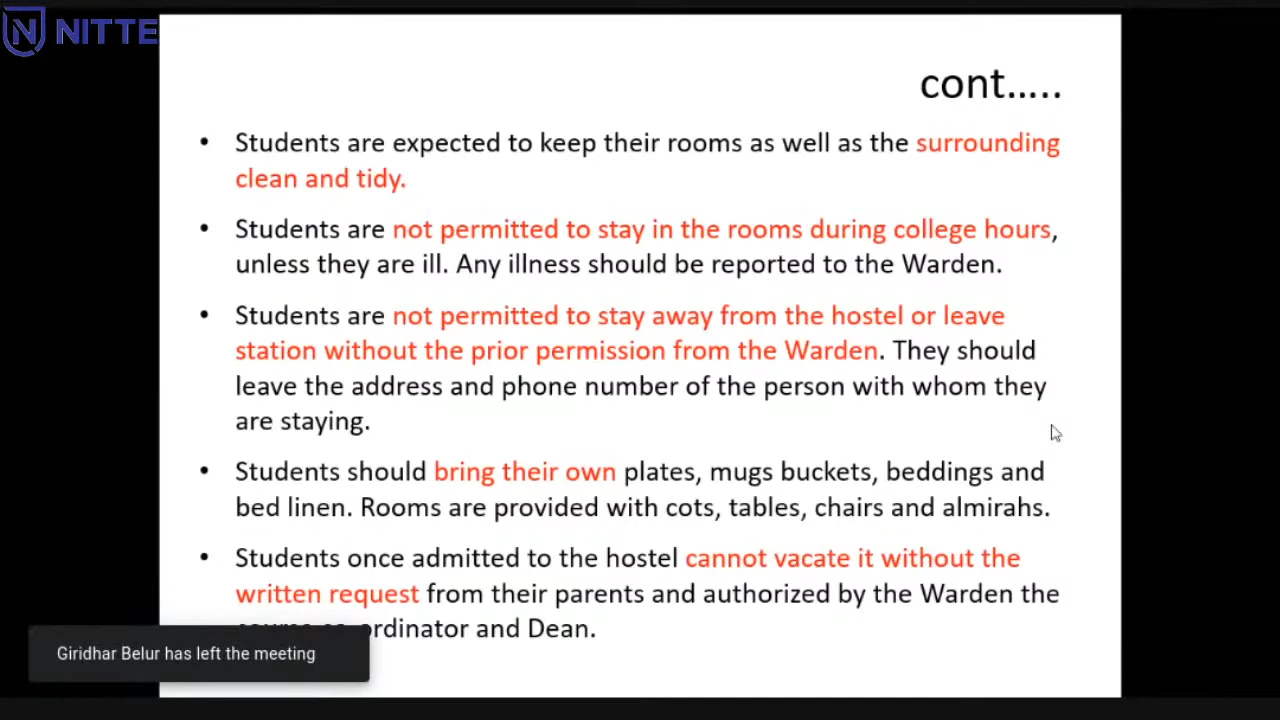 NITTE
cont.....
• Students are expected to keep their rooms as well as the surrounding
clean and tidy.
• Students are not permitted to stay in the rooms during college hours,
unless they are ill. Any illness should be reported to the Warden.
• Students are not permitted to stay away from the hostel or leave
station without the prior permission from the Warden. They should
leave the address and phone number of the person with whom they
are staying.
• Students should bring their own plates, mugs buckets, beddings and
bed linen. Rooms are provided with cots, tables, chairs and almirahs.
• Students once admitted to the hostel cannot vacate it without the
written request from their parents and authorized by the Warden the
ordinator and Dean.
Giridhar Belur has left the meeting